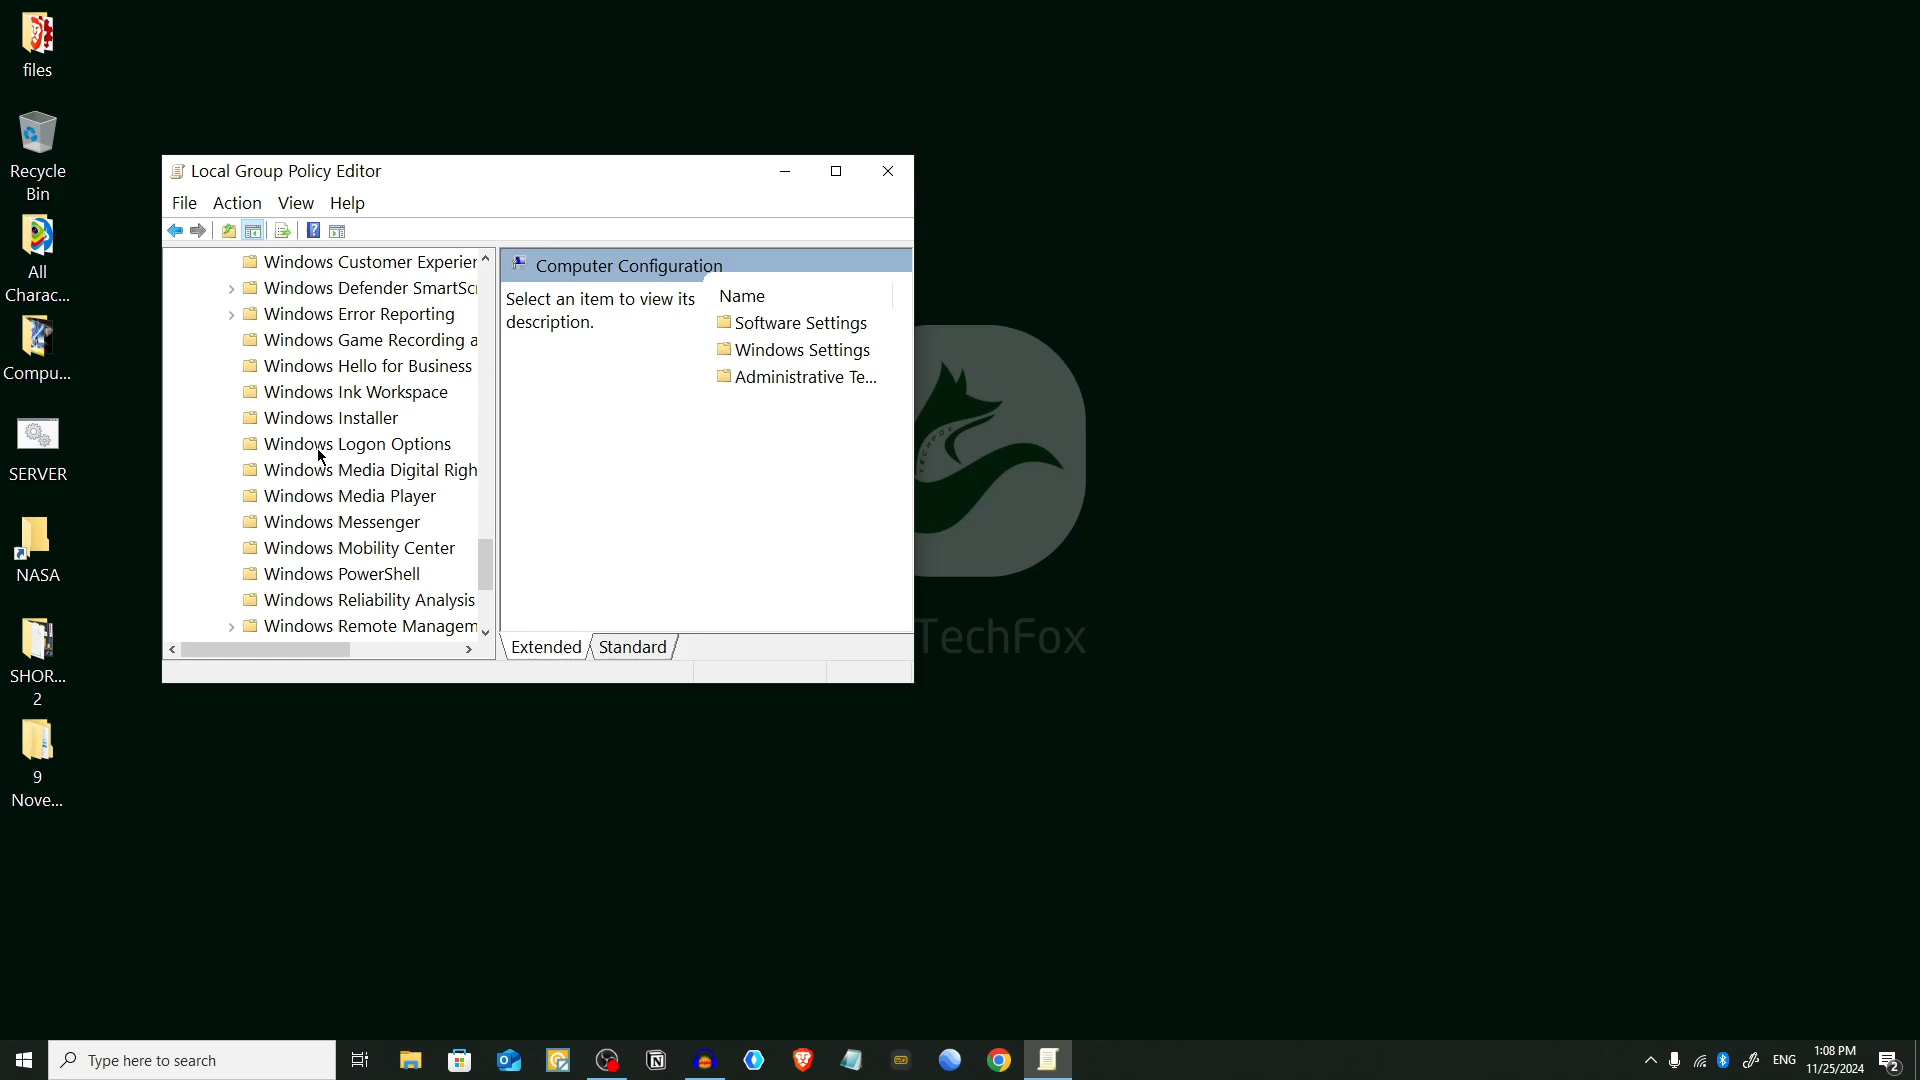 files
Recycle
Bin
All
Charac...
Compu...
SERVER
NASA
SHOR...
2
9
Nove...
Local Group Policy Editor
File Action View Help
Windows Customer Experien
Windows Defender SmartScr
Windows Error Reporting
Windows Game Recording a
Windows Hello for Business
Windows Ink Workspace
Windows Installer
Windows Logon Options
Windows Media Digital Righ
Windows Media Player
Windows Messenger
Windows Mobility Center
Windows PowerShell
Windows Reliability Analysis
Windows Remote Managem
Computer Configuration
Select an item to view its
description.
Name
Software Settings
Windows Settings
Administrative Te...
Extended Standard
TECHFOX
TechFox
Type here to search
ENG
1:08 PM
11/25/2024
2